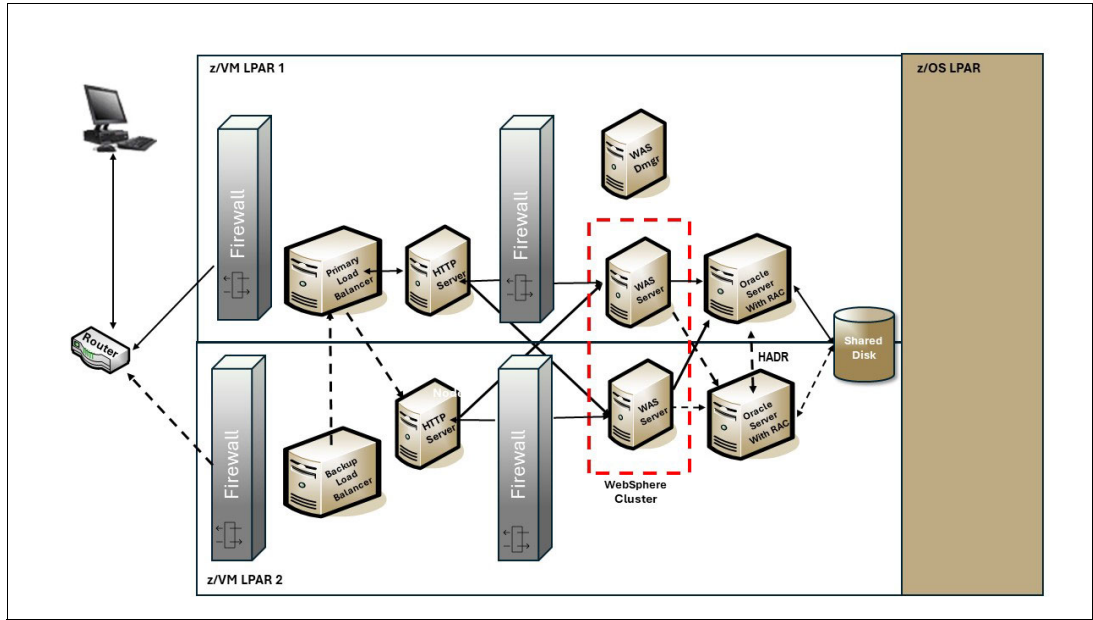 z/VM LPAR 1
z/OS LPAR
Firewall
Firewall
WAS
Dmgr
Primary
Load
Balancer
HTTP
Server
WAS
Server
Oracle
Server
With RAC
Router
Shared
Disk
HADR
Firewall
Firewall
Node
HTTP
Server
WAS
Server
Oracle
Server
With RAC
Backup
Load
Balancer
WebSphere
Cluster
z/VM LPAR 2